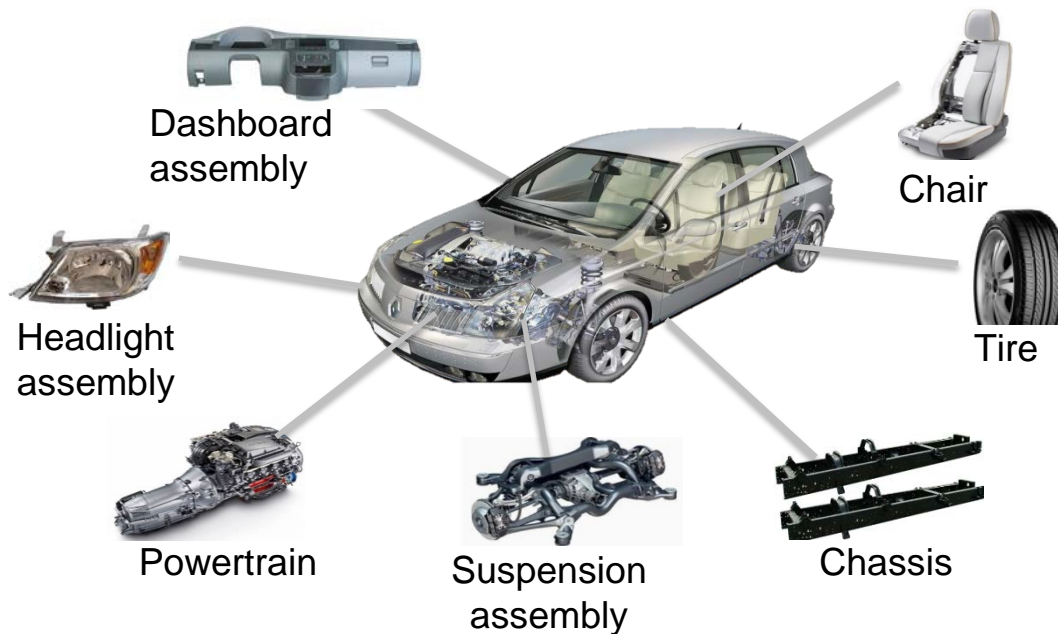 Dashboard
assembly
Chair
Headlight
assembly
Tire
Powertrain
Suspension
assembly
Chassis